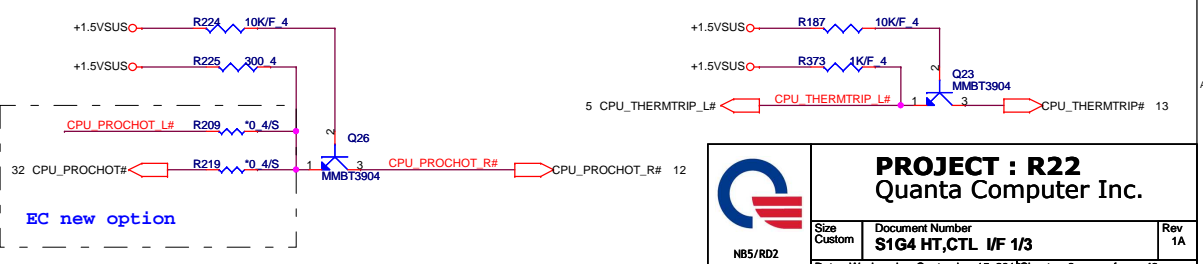 +1.5VSUS R224 10K/F_4
+1.5VSUS R225 300_4
CPU_PROCHOT_L# R209 *0_4/S
32 CPU_PROCHOT# R219 *0_4/S
EC new option
2
Q26
1 3
MMBT3904
CPU_PROCHOT_R#
CPU_PROCHOT_R# 12
+1.5VSUS R187 10K/F_4
+1.5VSUS R373 1K/F_4
2
Q23
MMBT3904
5 CPU_THERMTRIP_L# CPU_THERMTRIP_L# 1 3 CPU_THERMTRIP# 13
A
NB5/RD2
PROJECT : R22
Quanta Computer Inc.
Size
Custom
Document Number
S1G4 HT,CTL I/F 1/3
Rev
1A